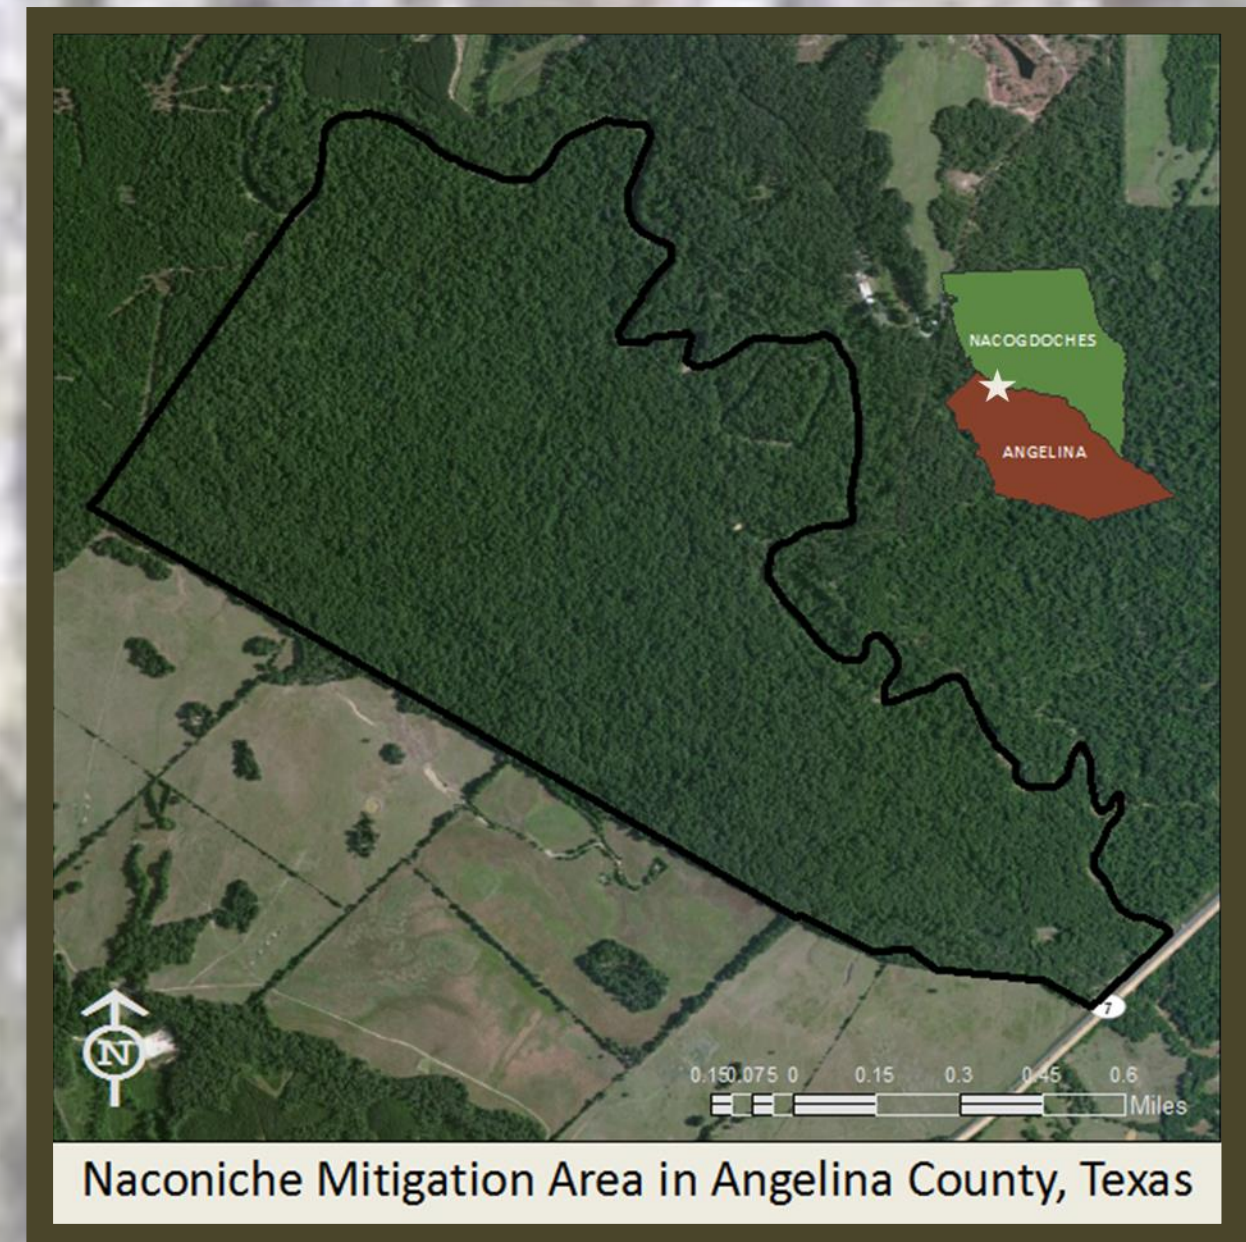 NACOGDOCHES
ANGELINA
7
N
0.15 0.075 0 0.15 0.3 0.45 0.6
Miles
Naconiche Mitigation Area in Angelina County, Texas